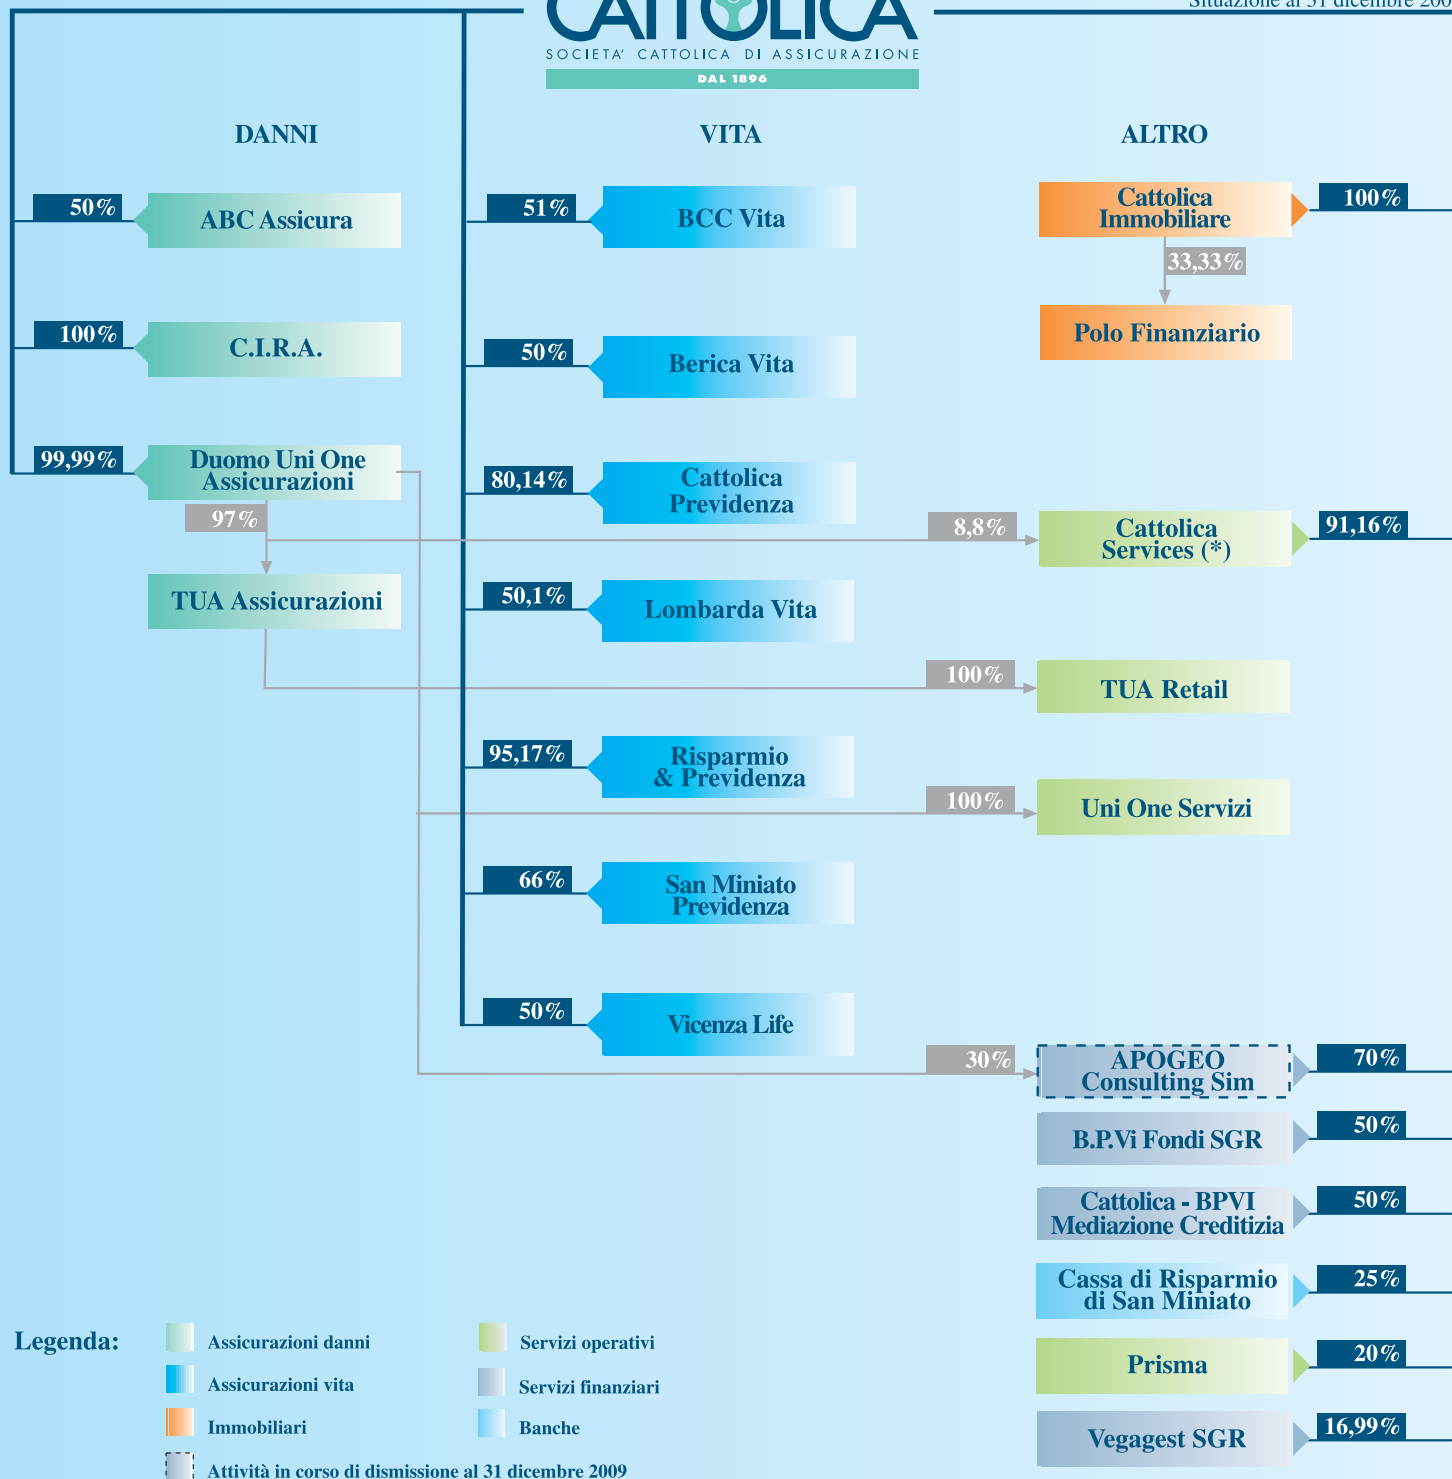 Situazione al 31 dicembre 200
CATTOLICA
SOCIETA' CATTOLICA DI ASSICURAZIONE
DAL 1896
DANNI
VITA
ALTRO
50%
ABC Assicura
100%
C.I.R.A.
99,99%
Duomo Uni One
Assicurazioni
97%
TUA Assicurazioni
51%
BCC Vita
50%
Berica Vita
80,14%
Cattolica
Previdenza
50,1%
Lombarda Vita
95,17%
Risparmio
& Previdenza
66%
San Miniato
Previdenza
50%
Vicenza Life
Cattolica
Immobiliare
100%
33,33%
Polo Finanziario
8,8%
Cattolica
Services (*)
91,16%
100%
TUA Retail
100%
Uni One Servizi
30%
APOGEO
Consulting Sim
70%
B.P.Vi Fondi SGR
50%
Cattolica - BPVI
Mediazione Creditizia
50%
Cassa di Risparmio
di San Miniato
25%
Prisma
20%
Vegagest SGR
16,99%
Legenda:
Assicurazioni danni
Assicurazioni vita
Immobiliari
Attività in corso di dismissione al 31 dicembre 2009
Servizi operativi
Servizi finanziari
Banche